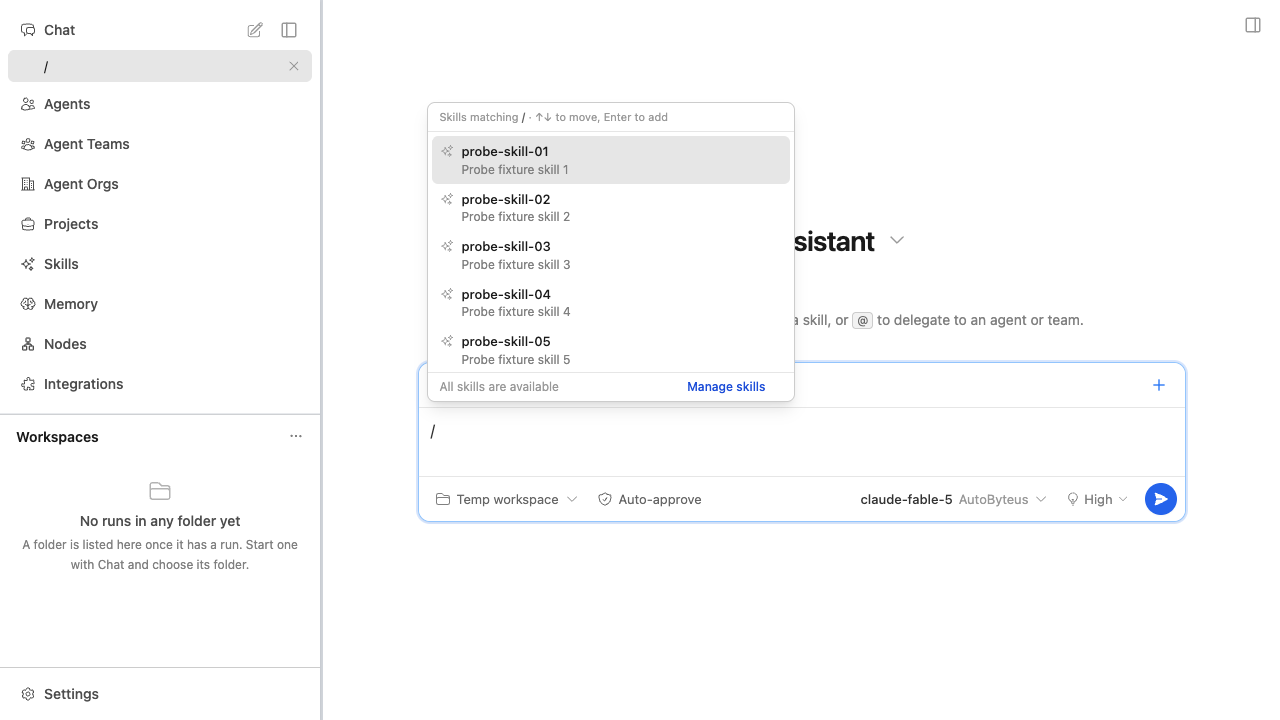 Chat
/
Agents
Agent Teams
Agent Orgs
Projects
Skills
Memory
Nodes
Integrations
Workspaces
No runs in any folder yet
A folder is listed here once it has a run. Start one
with Chat and choose its folder.
Settings
Skills matching / · ↑↓ to move, Enter to add
probe-skill-01
Probe fixture skill 1
probe-skill-02
Probe fixture skill 2
probe-skill-03
Probe fixture skill 3
probe-skill-04
Probe fixture skill 4
probe-skill-05
Probe fixture skill 5
All skills are available Manage skills
sistant
a skill, or @ to delegate to an agent or team.
/
Temp workspace Auto-approve claude-fable-5 AutoByteus High